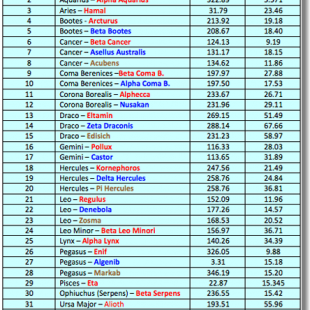 3 Aries – Hamal 31.79 23.46
4 Bootes - Arcturus 213.92 19.18
5 Bootes – Beta Bootes 208.67 18.40
6 Cancer – Beta Cancer 124.13 9.19
7 Cancer – Asellus Australis 131.17 18.15
8 Cancer – Acubens 134.62 11.86
9 Coma Berenices –Beta Coma B. 197.97 27.88
10 Coma Berenices – Alpha Coma B. 197.50 17.53
11 Corona Borealis – Alphecca 233.67 26.71
12 Corona Borealis – Nusakan 231.96 29.11
13 Draco – Eltamin 269.15 51.49
14 Draco – Zeta Draconis 288.14 67.66
15 Draco – Edisich 231.23 58.97
16 Gemini – Pollux 116.33 28.03
17 Gemini – Castor 113.65 31.89
18 Hercules – Kornephoros 247.56 21.49
19 Hercules – Delta Hercules 258.76 24.84
20 Hercules – Pi Hercules 258.76 36.81
21 Leo – Regulus 152.09 11.96
22 Leo – Denebola 177.26 14.57
23 Leo – Zosma 168.53 20.52
24 Leo Minor – Beta Leo Minori 156.97 36.71
25 Lynx – Alpha Lynx 140.26 34.39
26 Pegasus – Enif 326.05 9.88
27 Pegasus – Algenib 3.31 15.18
28 Pegasus – Markab 346.19 15.20
29 Pisces – Eta 22.87 15.345
30 Ophiuchus (Serpens) – Beta Serpens 236.55 15.42
31 Ursa Major – Alioth 193.51 55.96